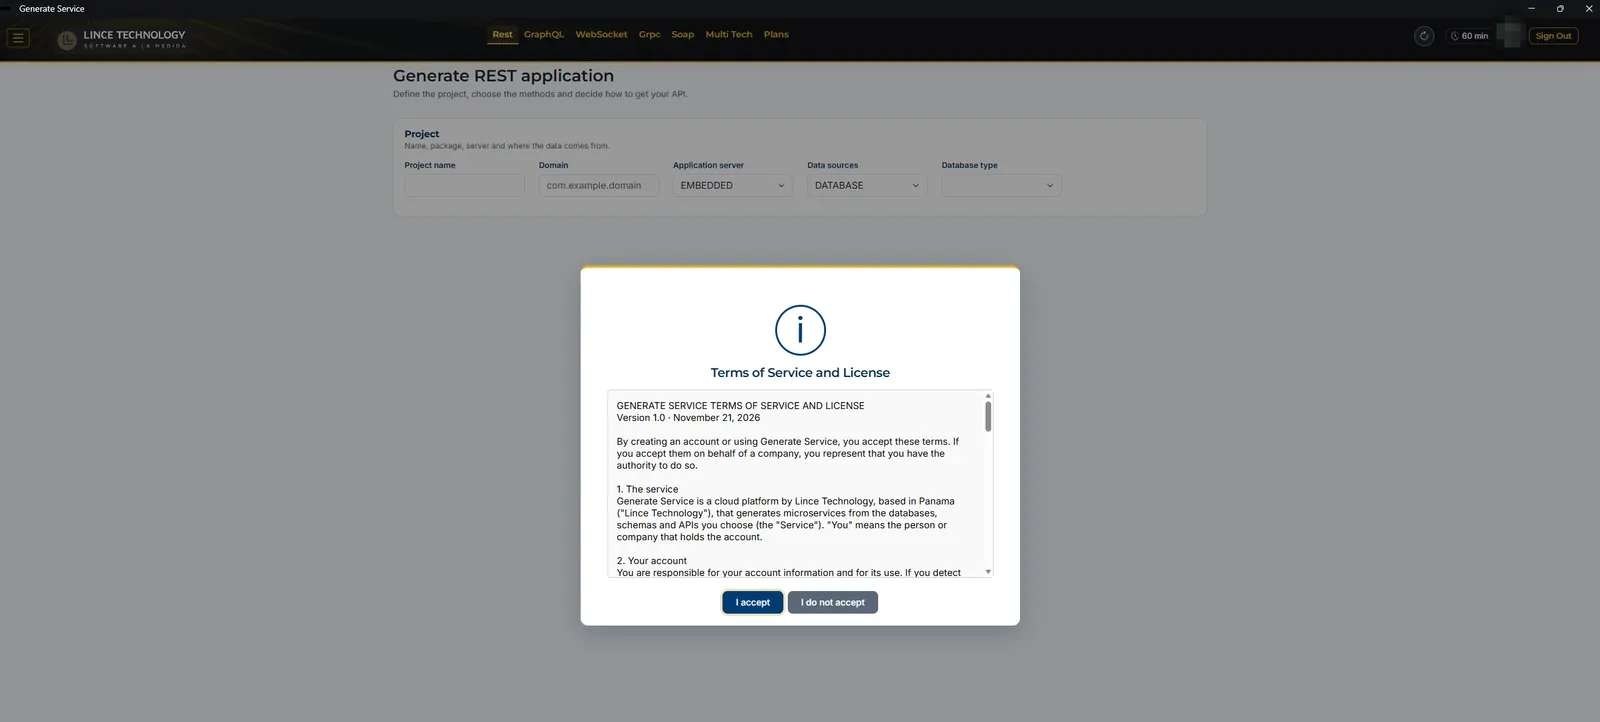 Generate Service
LINCE TECHNOLOGY
SOFTWARE A LA MEDIDA
Rest GraphQL WebSocket Grpc Soap Multi Tech Plans
60 min
Sign Out
Generate REST application
Define the project, choose the methods and decide how to get your API.
Project
Name, package, server and where the data comes from.
Project name Domain Application server Data sources Database type
com.example.domain EMBEDDED DATABASE
Terms of Service and License
GENERATE SERVICE TERMS OF SERVICE AND LICENSE
Version 1.0 · November 21, 2026
By creating an account or using Generate Service, you accept these terms. If
you accept them on behalf of a company, you represent that you have the
authority to do so.
1. The service
Generate Service is a cloud platform by Lince Technology, based in Panama
("Lince Technology"), that generates microservices from the databases,
schemas and APIs you choose (the "Service"). "You" means the person or
company that holds the account.
2. Your account
You are responsible for your account information and for its use. If you detect
I accept I do not accept